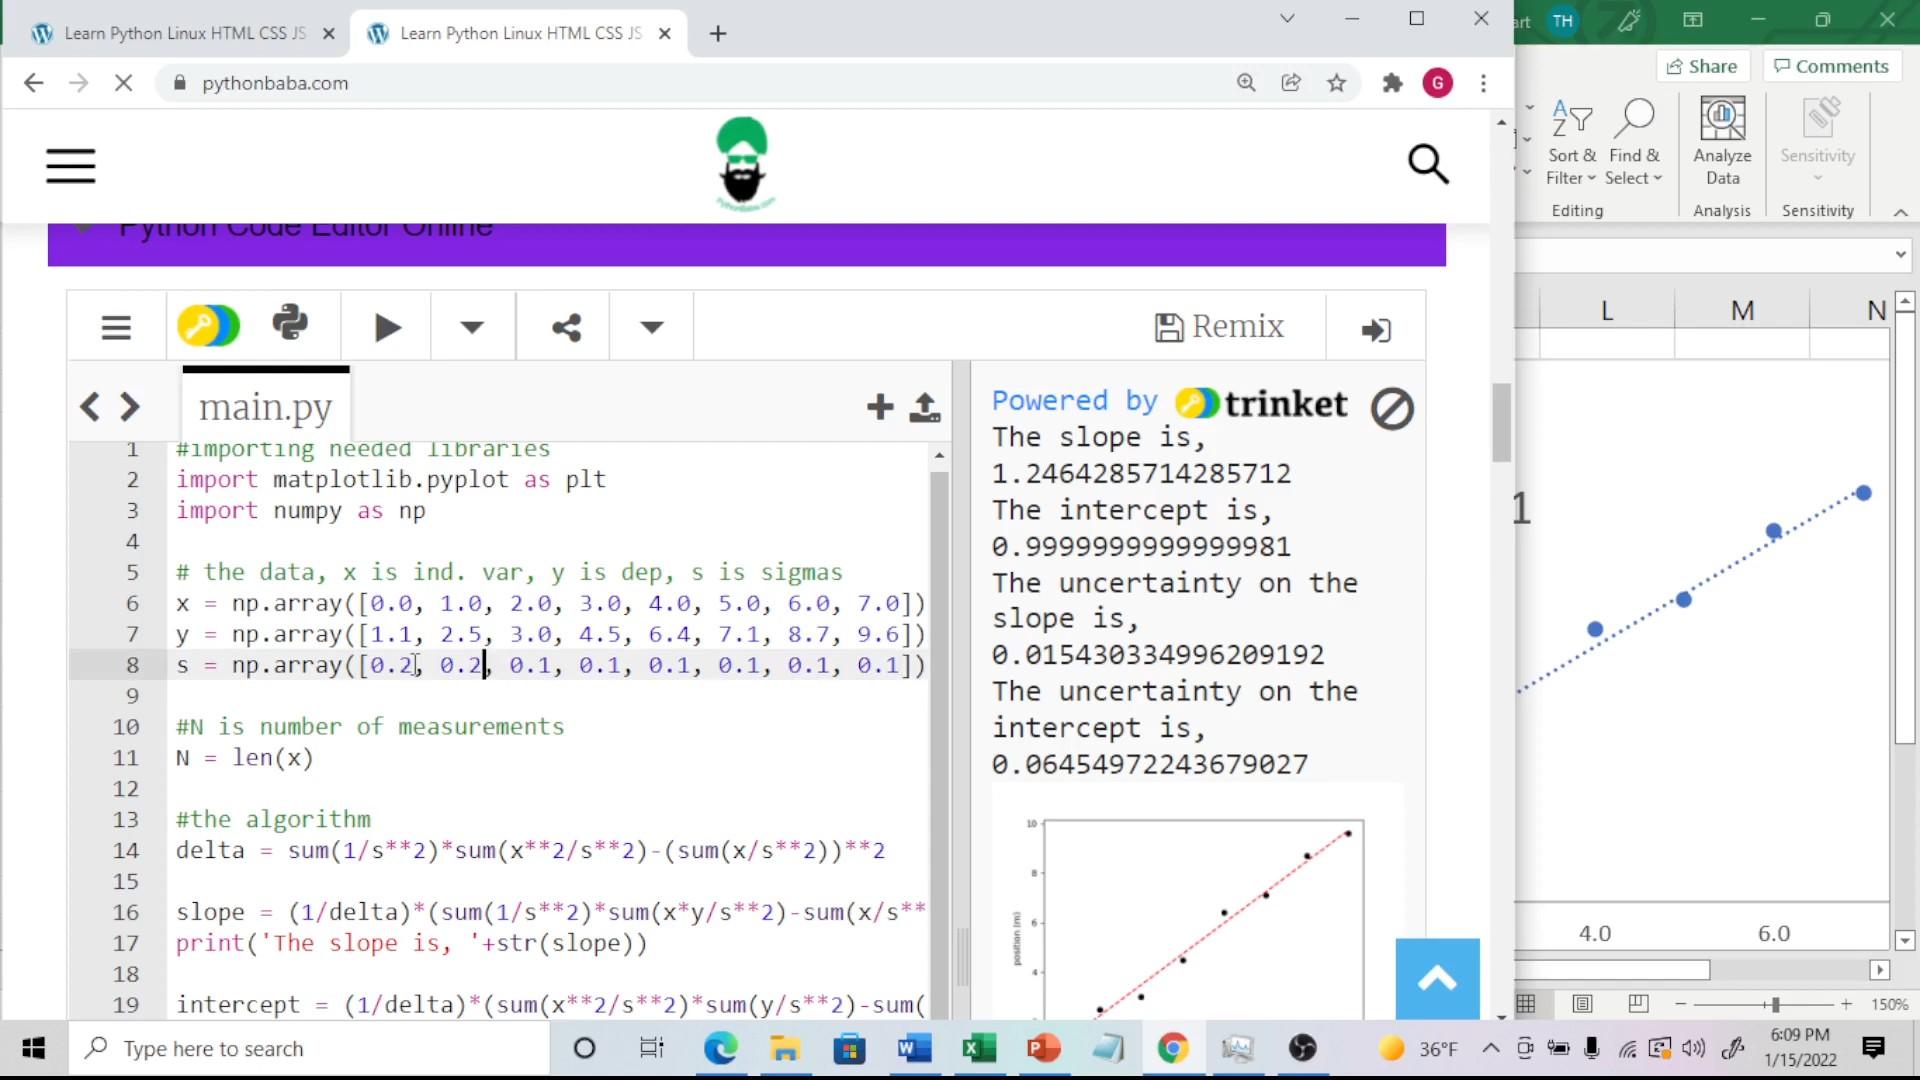 Learn Python Linux HTML CSS JS
Learn Python Linux HTML CSS JS
art
TH
pythonbaba.com
G
Share
Comments
Sort &
Filter
Find &
Select
Analyze
Data
Sensitivity
Editing
Analysis
Sensitivity
Python Code Editor Online
Remix
L
M
N
main.py
Powered by trinket
1 #importing needed libraries
2 import matplotlib.pyplot as plt
3 import numpy as np
4
5 # the data, x is ind. var, y is dep, s is sigmas
6 x = np.array([0.0, 1.0, 2.0, 3.0, 4.0, 5.0, 6.0, 7.0])
7 y = np.array([1.1, 2.5, 3.0, 4.5, 6.4, 7.1, 8.7, 9.6])
8 s = np.array([0.2, 0.2, 0.1, 0.1, 0.1, 0.1, 0.1, 0.1])
9
10 #N is number of measurements
11 N = len(x)
12
13 #the algorithm
14 delta = sum(1/s**2)*sum(x**2/s**2)-(sum(x/s**2))**2
15
16 slope = (1/delta)*(sum(1/s**2)*sum(x*y/s**2)-sum(x/s**
17 print('The slope is, '+str(slope))
18
19 intercept = (1/delta)*(sum(x**2/s**2)*sum(y/s**2)-sum(
The slope is,
1.2464285714285712
The intercept is,
0.9999999999999981
The uncertainty on the
slope is,
0.015430334996209192
The uncertainty on the
intercept is,
0.06454972243679027
10
8
6
4
position (m)
1
4.0
6.0
150%
Type here to search
36°F
6:09 PM
1/15/2022